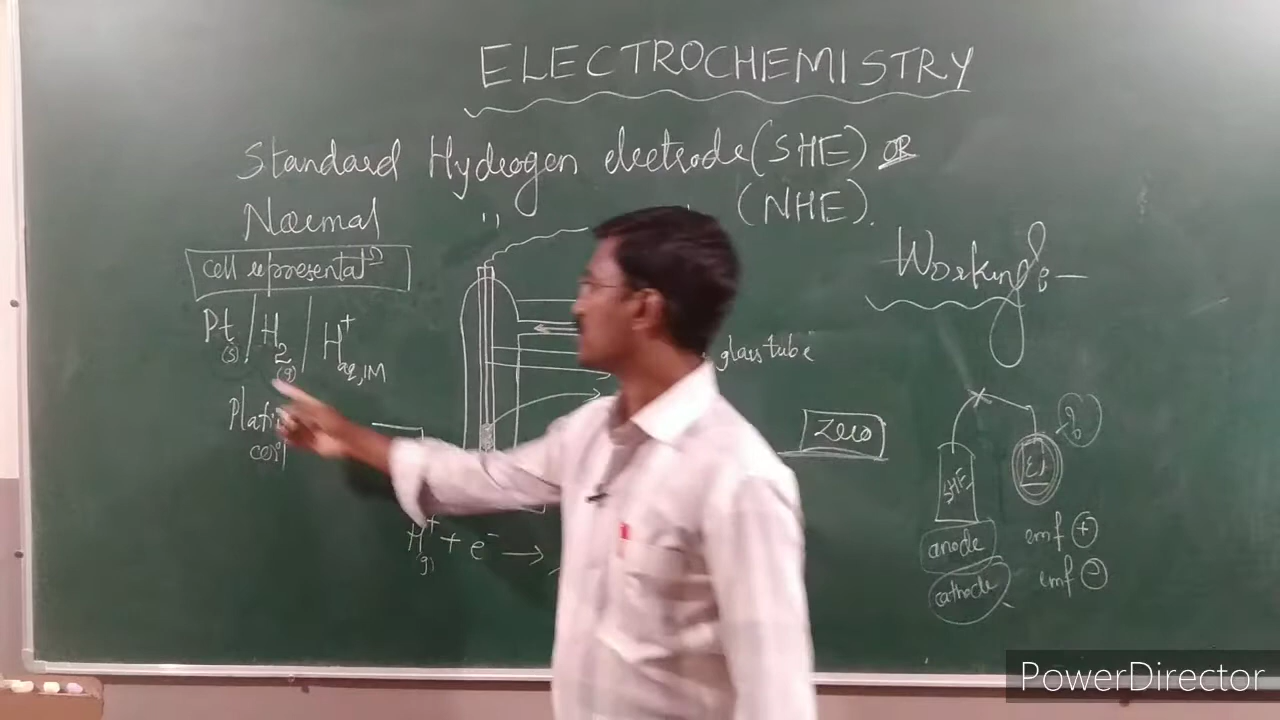 ELECTROCHEMISTRY
Standard Hydrogen electrode (SHE) OR
Normal " " (NHE).
cell representatn
Pt(s) / H2(g) / H+aq, 1M
glass tube
Working :-
Zero
SHE
anode emf +
cathode emf -
H+ + e- →
PowerDirector